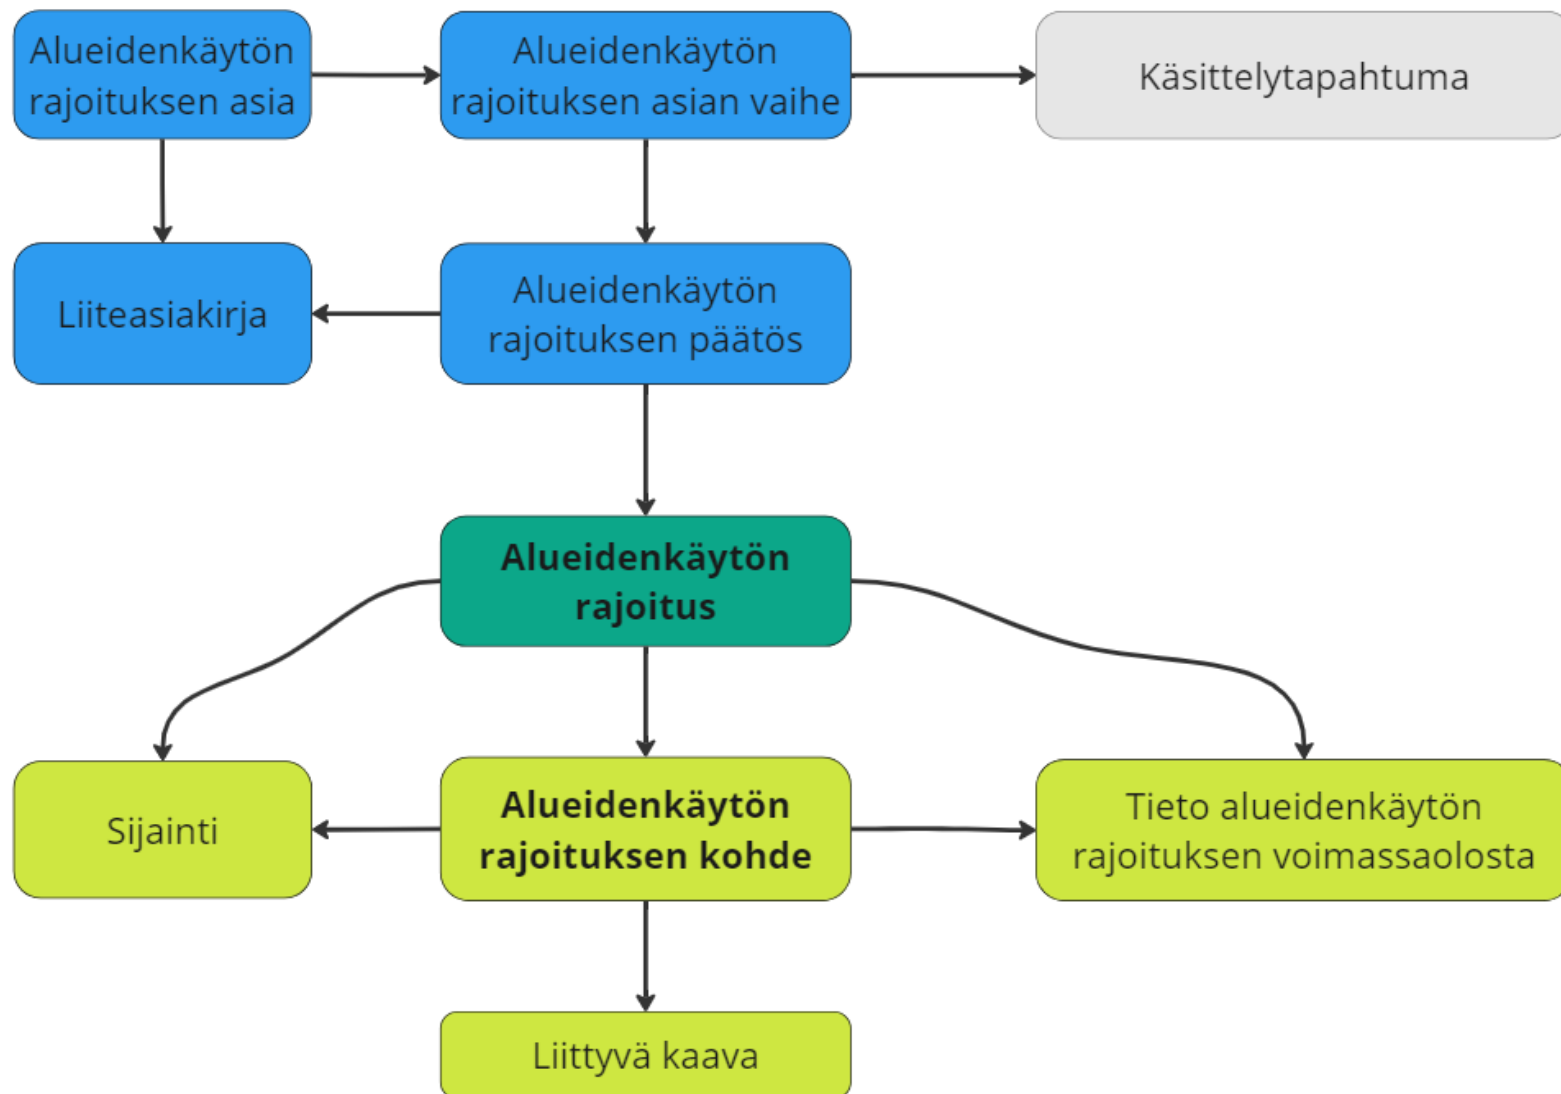 Alueidenkäytön
rajoituksen asia
Alueidenkäytön
rajoituksen asian vaihe
Käsittelytapahtuma
Liiteasiakirja
Alueidenkäytön
rajoituksen päätös
Alueidenkäytön
rajoitus
Sijainti
Alueidenkäytön
rajoituksen kohde
Tieto alueidenkäytön
rajoituksen voimassaolosta
Liittyvä kaava